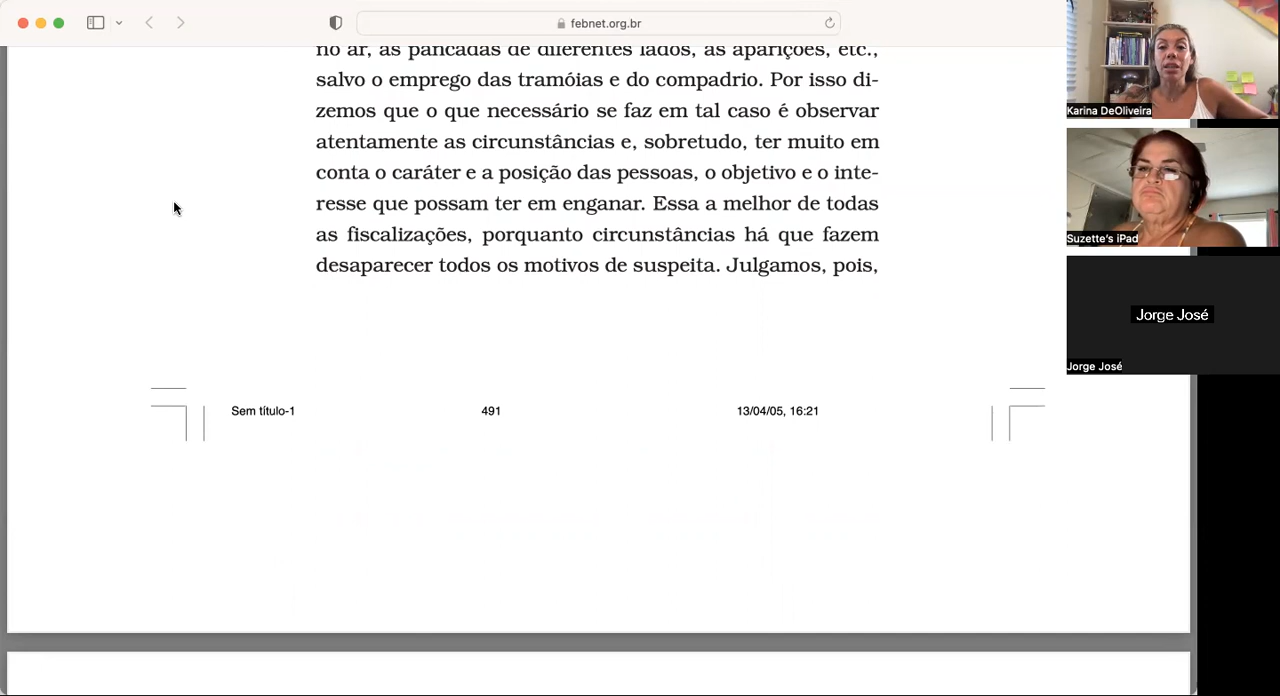 febnet.org.br
no ar, as pancadas de diferentes lados, as aparições, etc.,
salvo o emprego das tramóias e do compadrio. Por isso di-
zemos que o que necessário se faz em tal caso é observar
atentamente as circunstâncias e, sobretudo, ter muito em
conta o caráter e a posição das pessoas, o objetivo e o inte-
resse que possam ter em enganar. Essa a melhor de todas
as fiscalizações, porquanto circunstâncias há que fazem
desaparecer todos os motivos de suspeita. Julgamos, pois,
Sem título-1 491 13/04/05, 16:21
Karina DeOliveira
Suzette's iPad
Jorge José
Jorge José